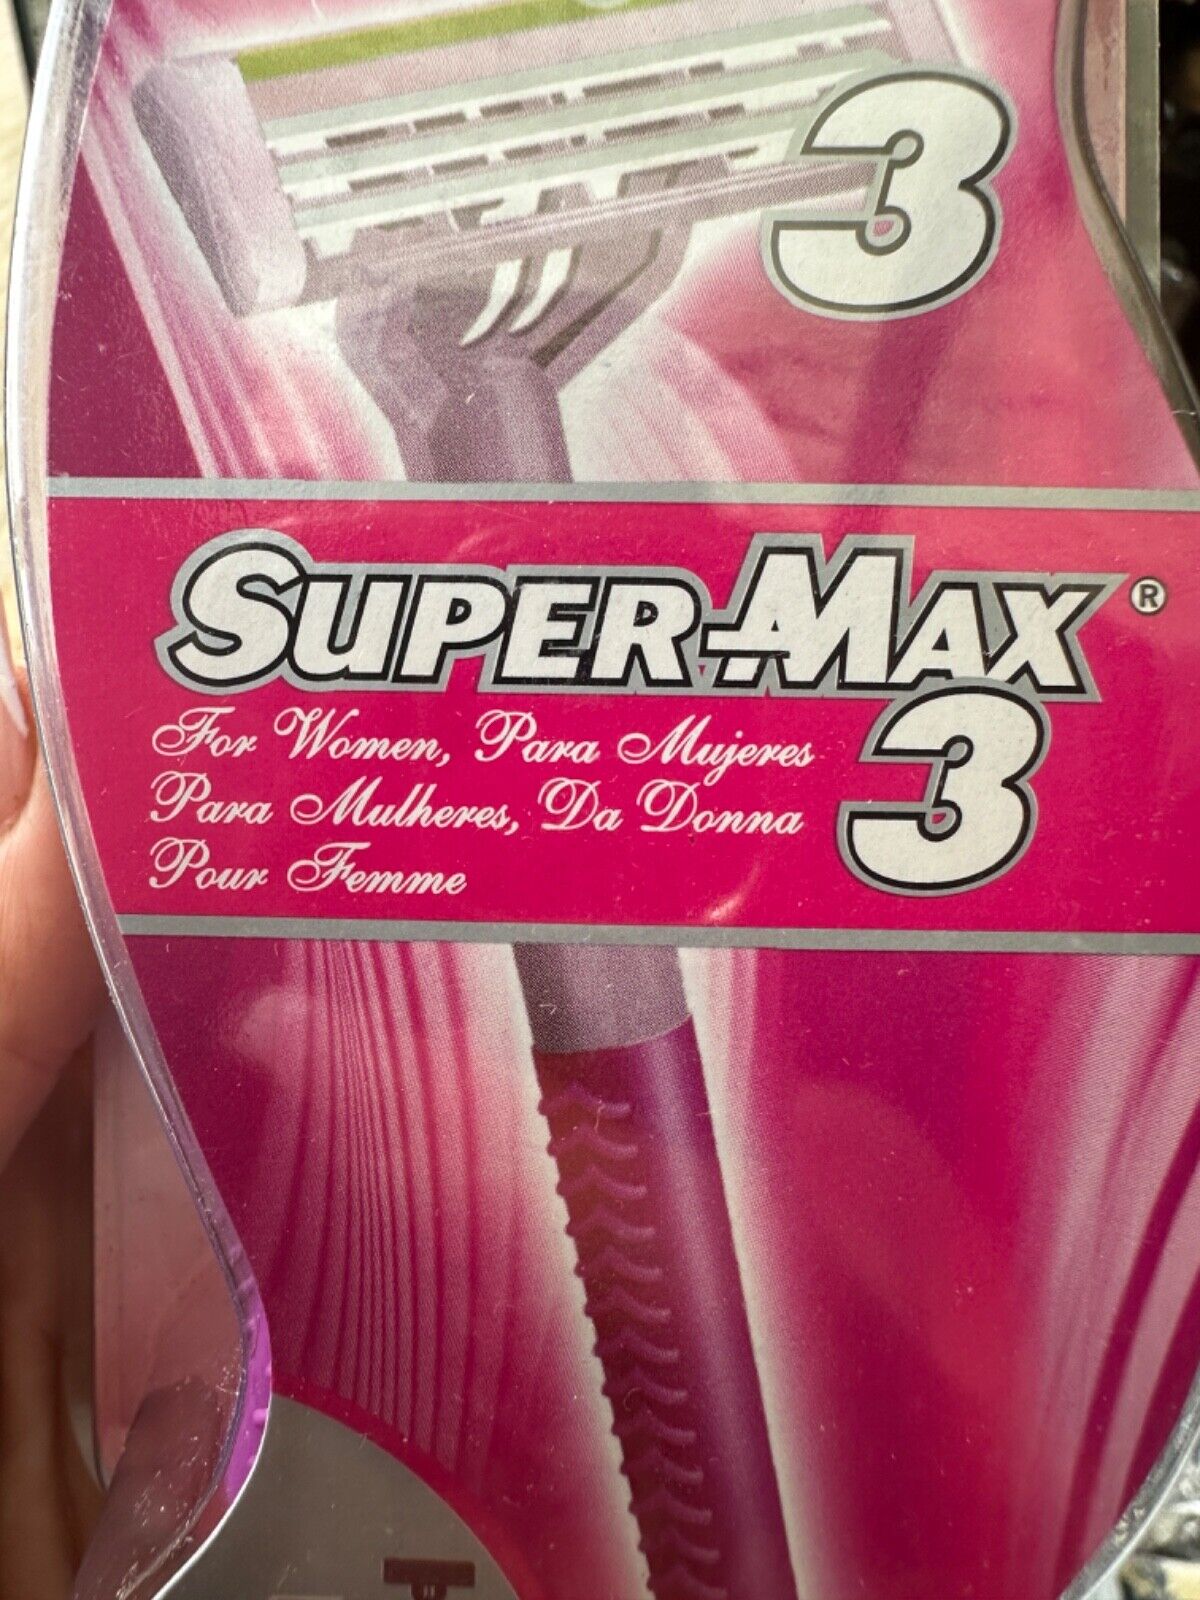 3
SUPER-MAX®
3
For Women, Para Mujeres
Para Mulheres, Da Donna
Pour Femme